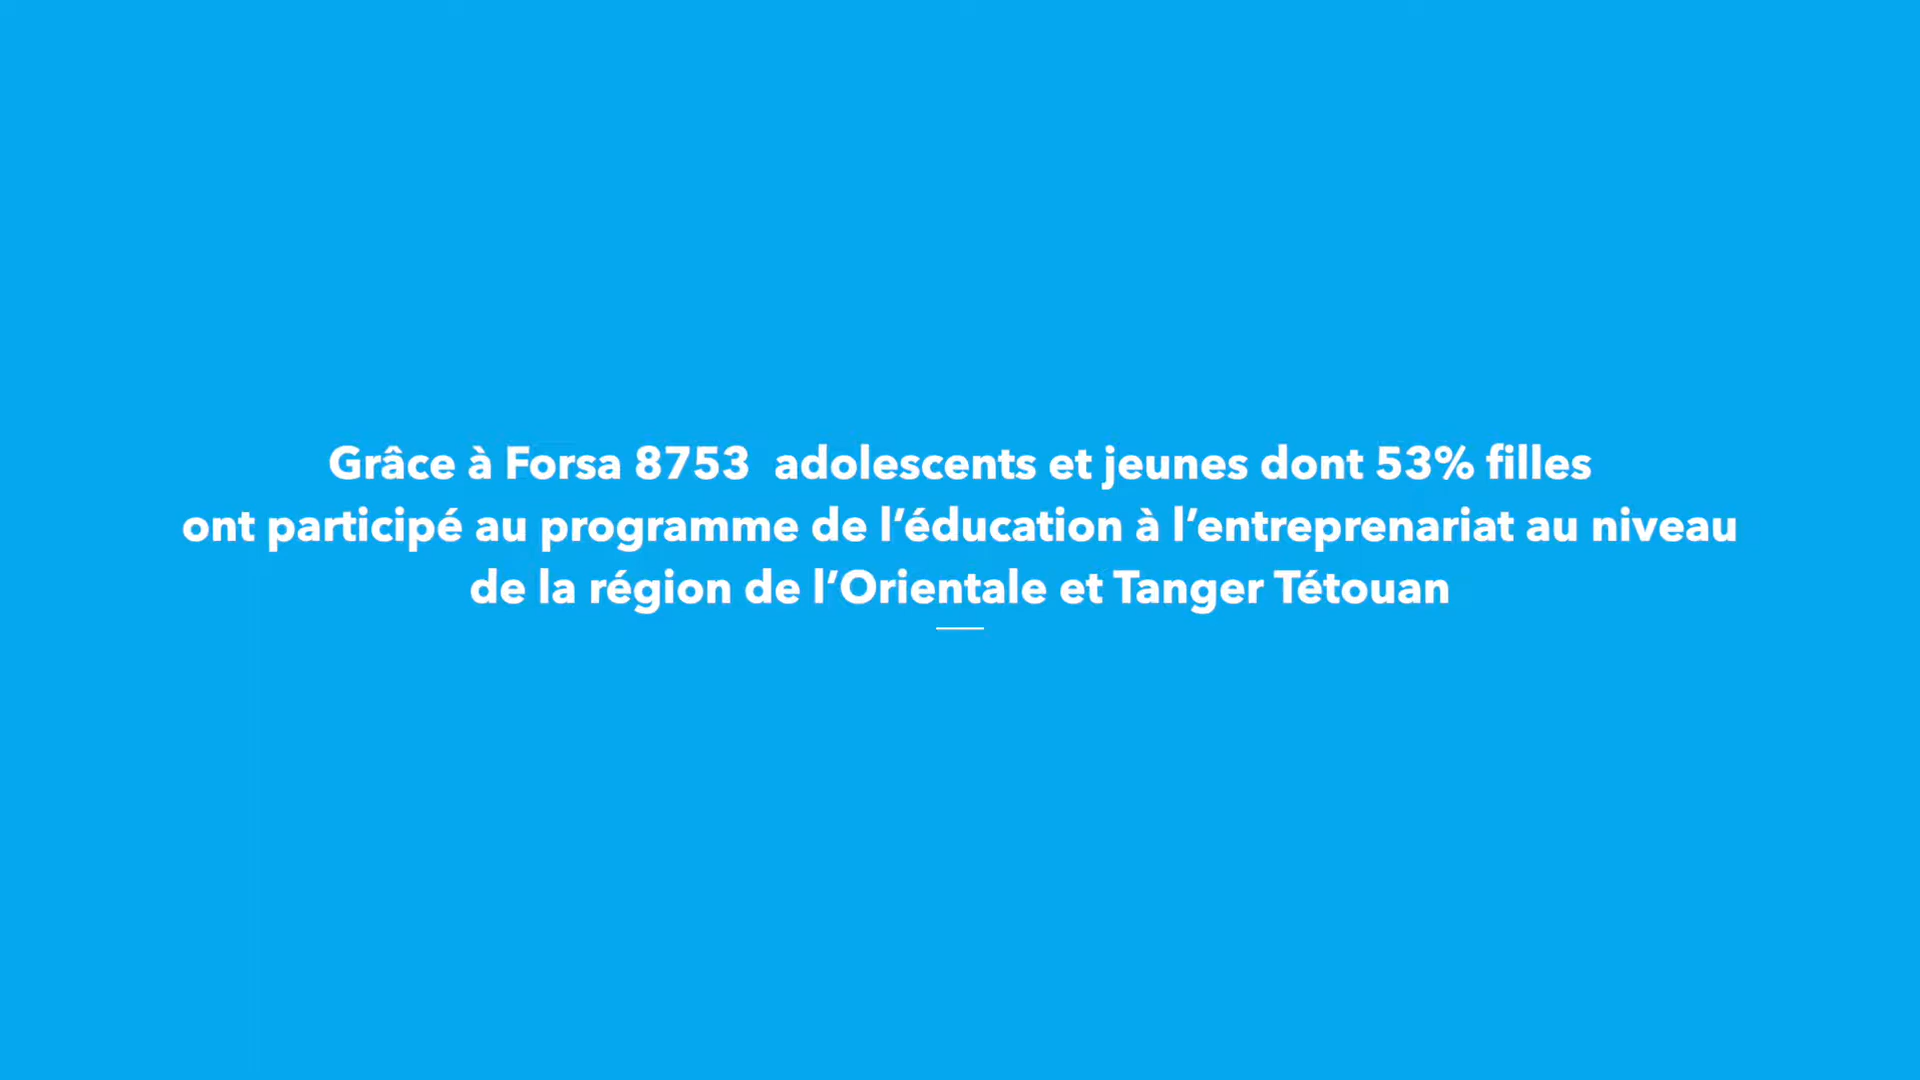 Grâce à Forsa 8753  adolescents et jeunes dont 53% filles
ont participé au programme de l’éducation à l’entreprenariat au niveau
de la région de l’Orientale et Tanger Tétouan